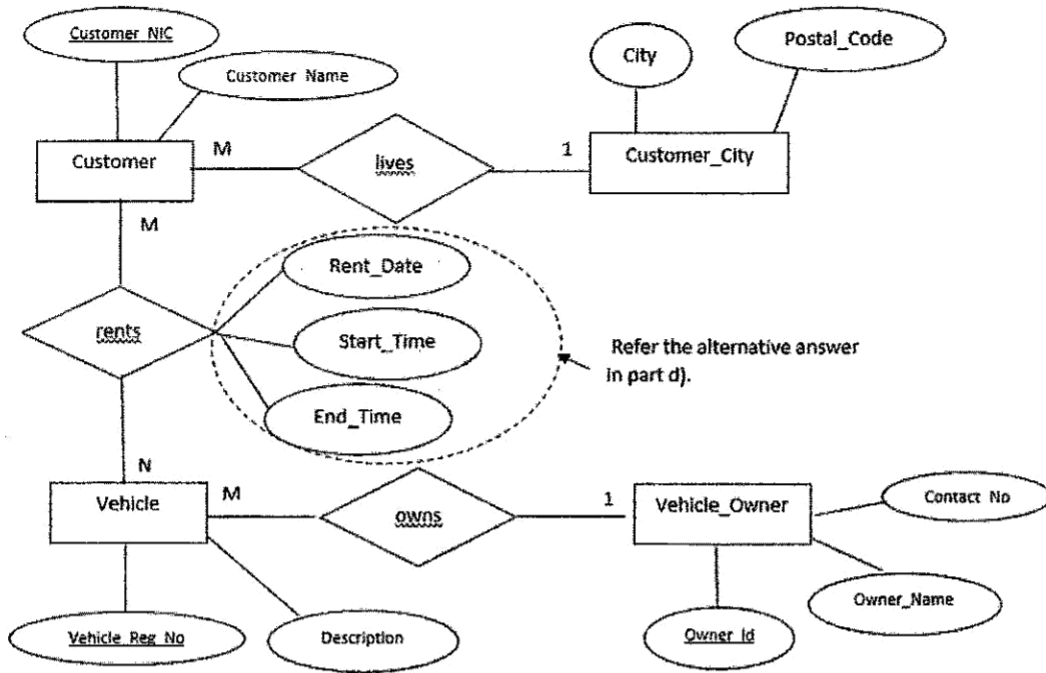 Customer_NIC
Customer_Name
City
Postal_Code
Customer
M
lives
1
Customer_City
M
Rent_Date
rents
Start_Time
Refer the alternative answer
in part d).
End_Time
N
Vehicle
M
owns
1
Vehicle_Owner
Contact_No
Owner_Name
Vehicle_Reg_No
Description
Owner_Id